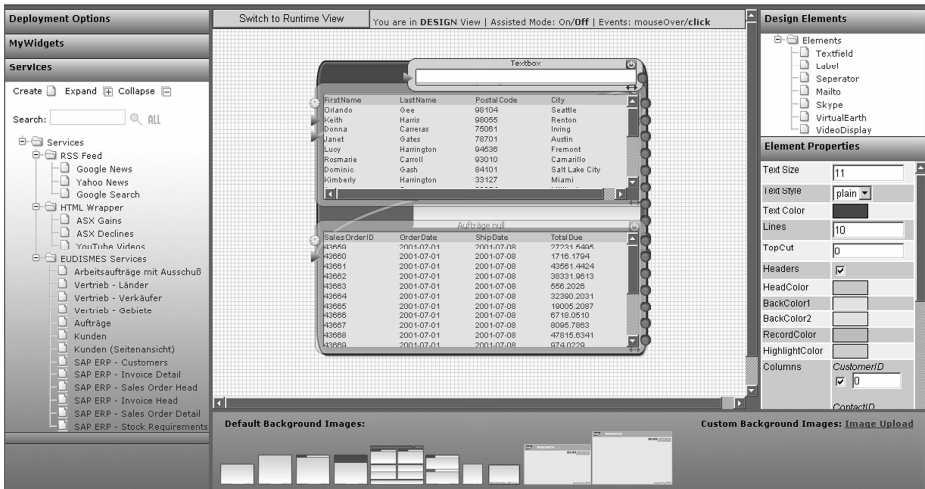 Deployment Options
MyWidgets
Services
Create Expand Collapse
Search: ALL
Services
RSS Feed
Google News
Yahoo News
Google Search
HTML Wrapper
ASX Gains
ASX Declines
YouTube Videos
EUDISMES Services
Arbeitsaufträge mit Ausschuß
Vertrieb - Länder
Vertrieb - Verkäufer
Vertrieb - Gebiete
Aufträge
Kunden
Kunden (Seitenansicht)
SAP ERP - Customers
SAP ERP - Invoice Detail
SAP ERP - Sales Order Head
SAP ERP - Invoice Head
SAP ERP - Sales Order Detail
SAP ERP - Stock Requirements
Switch to Runtime View
You are in DESIGN View | Assisted Mode: On/Off | Events: mouseOver/click
Textbox
FirstName LastName PostalCode City
Orlando Gee 98104 Seattle
Keith Harris 98055 Renton
Donna Carreras 75061 Irving
Janet Gates 78701 Austin
Lucy Harrington 94536 Fremont
Rosmarie Carroll 93010 Camarillo
Dominic Gash 84101 Salt Lake City
Kimberly Harrington 33127 Miami
Aufträge null
SalesOrderID OrderDate ShipDate TotalDue
43659 2001-07-01 2001-07-08 27231.5495
43660 2001-07-01 2001-07-08 1716.1794
43661 2001-07-01 2001-07-08 43561.4424
43662 2001-07-01 2001-07-08 38331.9613
43663 2001-07-01 2001-07-08 556.2026
43664 2001-07-01 2001-07-08 32390.2031
43665 2001-07-01 2001-07-08 19005.2087
43666 2001-07-01 2001-07-08 6718.0510
43667 2001-07-01 2001-07-08 8095.7863
43668 2001-07-01 2001-07-08 47815.6341
43669 2001-07-01 2001-07-08 974.0229
Design Elements
Elements
Textfield
Label
Seperator
Mailto
Skype
VirtualEarth
VideoDisplay
Element Properties
Text Size 11
Text Style plain
Text Color
Lines 10
TopCut 0
Headers
HeadColor
BackColor1
BackColor2
RecordColor
HighlightColor
Columns CustomerID
0
ContactID
Default Background Images:
Custom Background Images: Image Upload